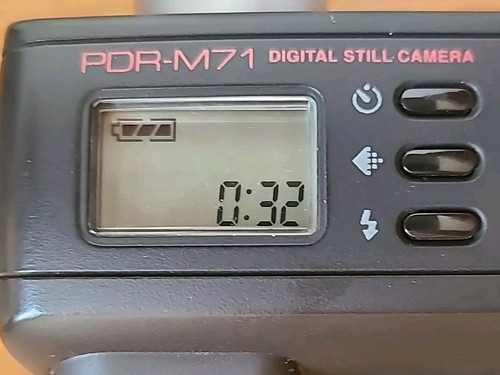 PDR-M71 DIGITAL STILL CAMERA
0:32